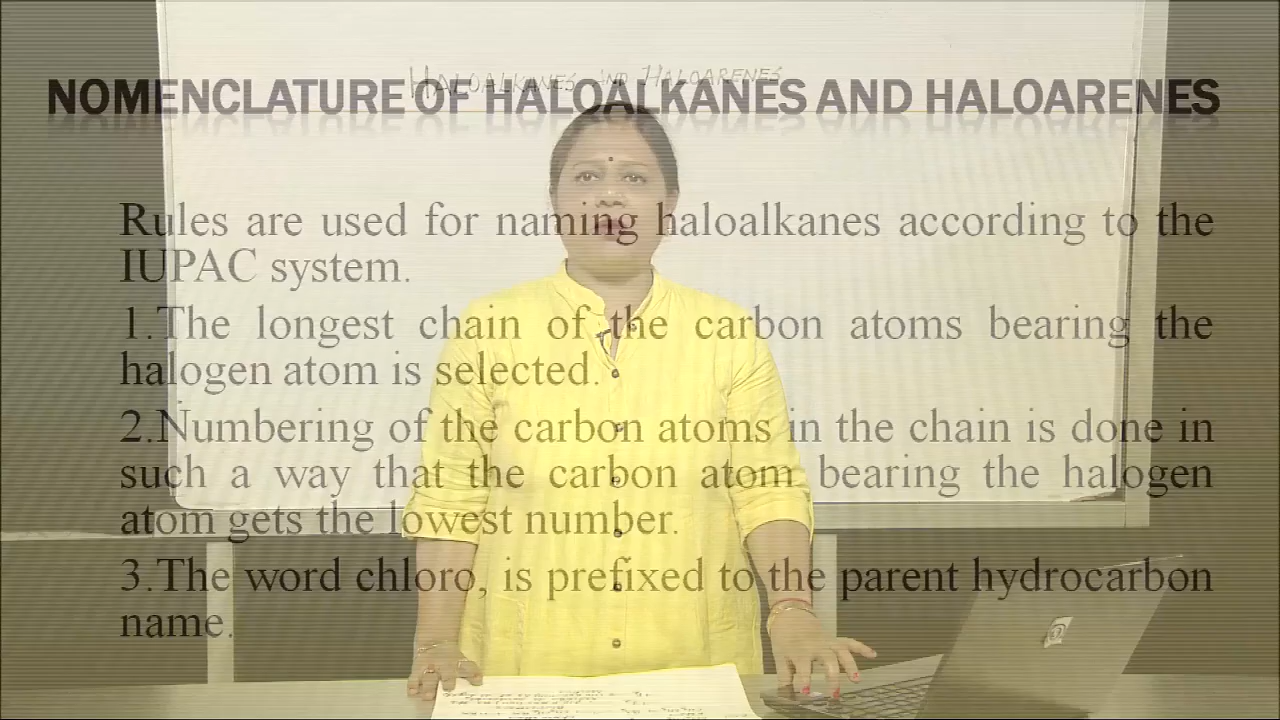 HALOALKANES AND HALOARENES
NOMENCLATURE OF HALOALKANES AND HALOARENES
Rules are used for naming haloalkanes according to the
IUPAC system.
1.The longest chain of the carbon atoms bearing the
halogen atom is selected.
2.Numbering of the carbon atoms in the chain is done in
such a way that the carbon atom bearing the halogen
atom gets the lowest number.
3.The word chloro, is prefixed to the parent hydrocarbon
name.